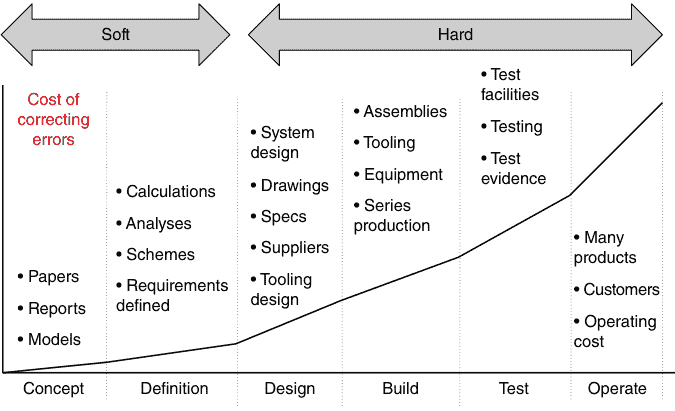 Soft
Hard
Cost of
correcting
errors
• Papers
• Reports
• Models
• Calculations
• Analyses
• Schemes
• Requirements
defined
• System
design
• Drawings
• Specs
• Suppliers
• Tooling
design
• Assemblies
• Tooling
• Equipment
• Series
production
• Test
facilities
• Testing
• Test
evidence
• Many
products
• Customers
• Operating
cost
Concept
Definition
Design
Build
Test
Operate